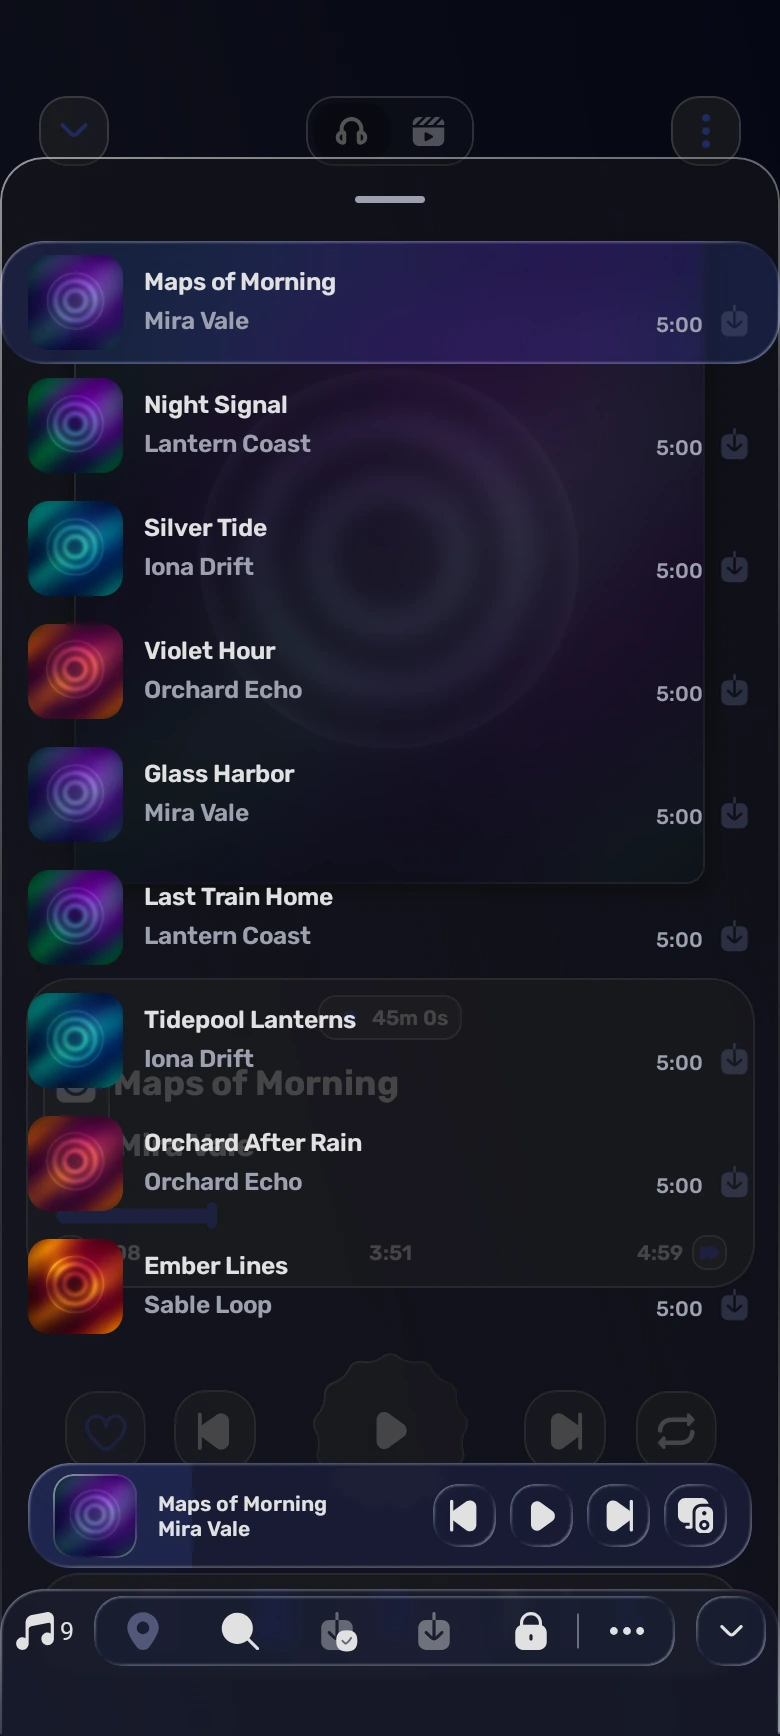 Maps of Morning
Mira Vale
5:00
Night Signal
Lantern Coast
5:00
Silver Tide
Iona Drift
5:00
Violet Hour
Orchard Echo
5:00
Glass Harbor
Mira Vale
5:00
Last Train Home
Lantern Coast
5:00
45m 0s
Tidepool Lanterns
Iona Drift
5:00
Maps of Morning
Mira Vale
Orchard After Rain
Orchard Echo
5:00
08 3:51 4:59
Ember Lines
Sable Loop
5:00
Maps of Morning
Mira Vale
9